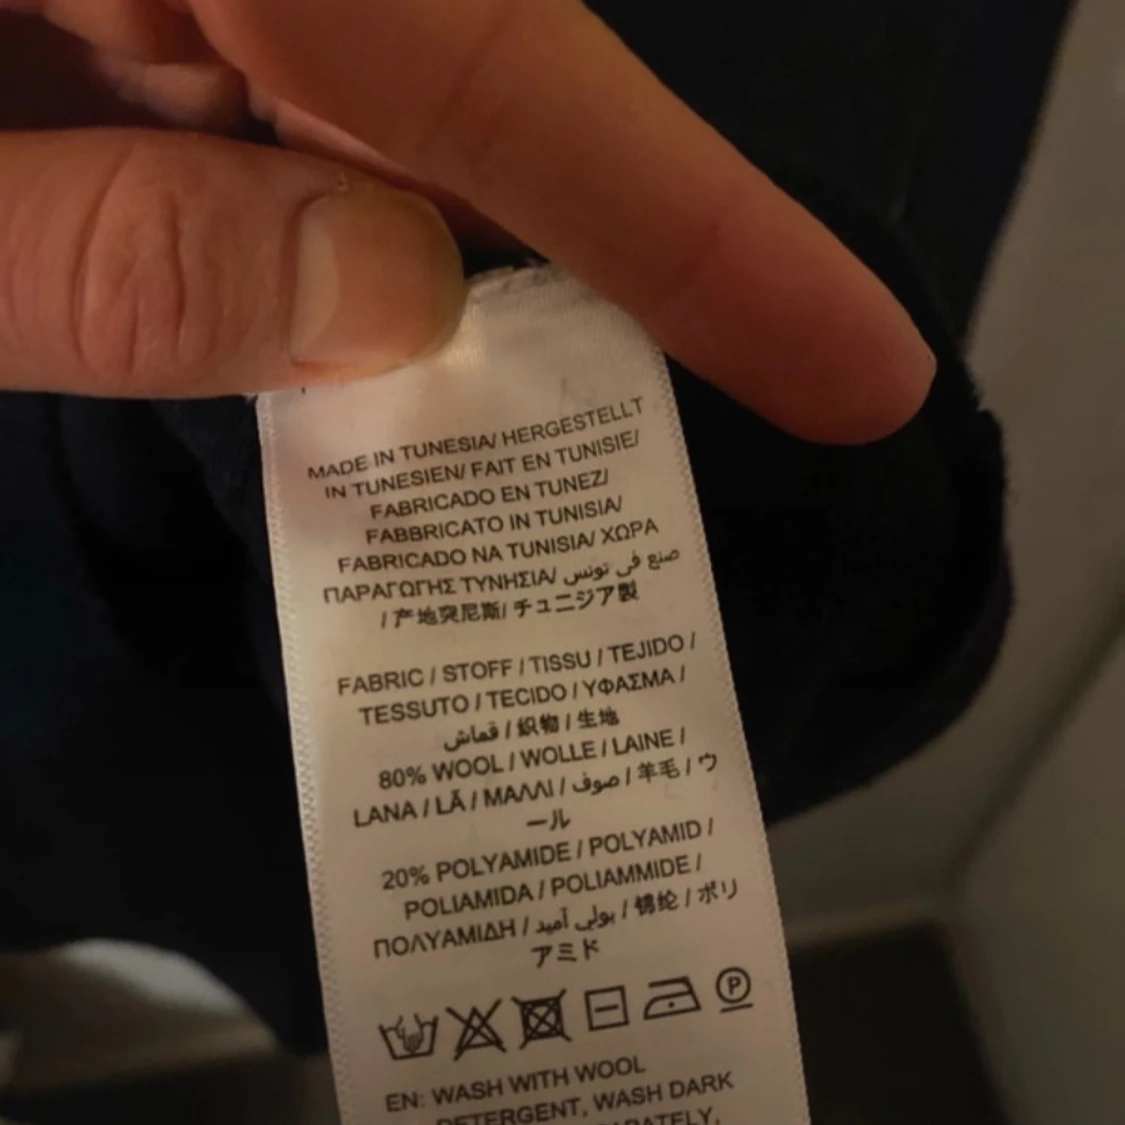 MADE IN TUNESIA/ HERGESTELLT
IN TUNESIEN/ FAIT EN TUNISIE/
FABRICADO EN TUNEZ/
FABBRICATO IN TUNISIA/
FABRICADO NA TUNISIA/ ΧΩΡΑ
ΠΑΡΑΓΩΓΗΣ ΤΥΝΗΣΙΑ/ صنع في تونس
/ 产地突尼斯/ チュニジア製
FABRIC / STOFF / TISSU / TEJIDO /
TESSUTO / TECIDO / ΥΦΑΣΜΑ /
قماش / 织物 / 生地
80% WOOL / WOLLE / LAINE /
LANA / LÃ / ΜΑΛΛΙ / صوف / 羊毛 / ウ
ール
20% POLYAMIDE / POLYAMID /
POLIAMIDA / POLIAMMIDE /
ΠΟΛΥΑΜΙΔΗ / بولي آميد / 锦纶 / ポリ
アミド
P
EN: WASH WITH WOOL
DETERGENT, WASH DARK